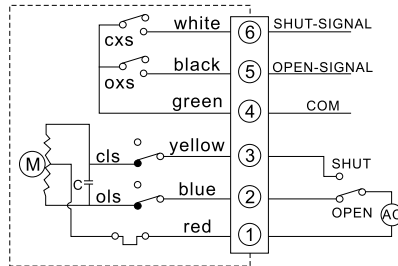 white 6 SHUT-SIGNAL
cxs
black 5 OPEN-SIGNAL
oxs
green 4 COM
yellow 3 SHUT
cls
M
C
ols blue 2 OPEN
AC
red 1